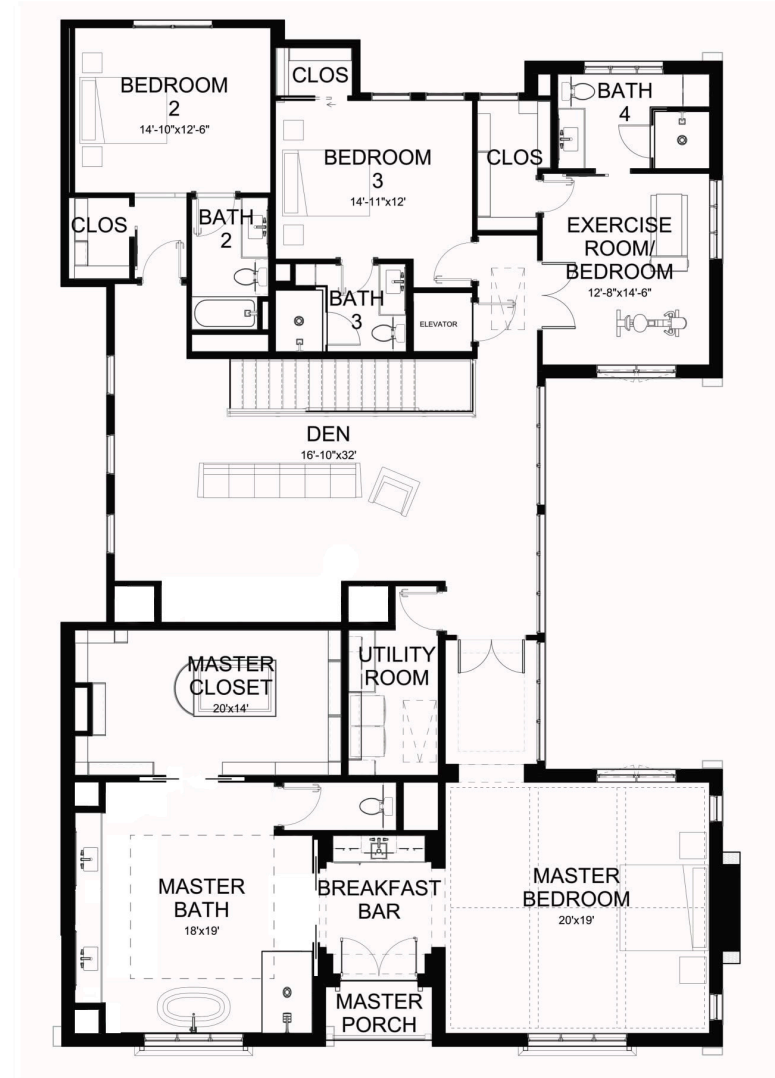 BEDROOM
2
14'-10"x12'-6"
CLOS
BATH
4
BEDROOM
3
14'-11"x12'
CLOS
CLOS
BATH
2
EXERCISE
ROOM/
BEDROOM
12'-8"x14'-6"
BATH
3
ELEVATOR
DEN
16'-10"x32'
MASTER
CLOSET
20'x14'
UTILITY
ROOM
MASTER
BATH
18'x19'
BREAKFAST
BAR
MASTER
BEDROOM
20'x19'
MASTER
PORCH